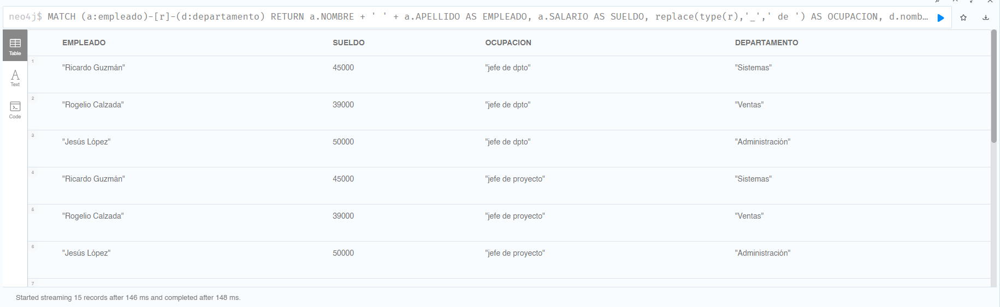 neo4j$ MATCH (a:empleado)-[r]-(d:departamento) RETURN a.NOMBRE + ' ' + a.APELLIDO AS EMPLEADO, a.SALARIO AS SUELDO, replace(type(r),'_',' de ') AS OCUPACION, d.nomb…
Table
Text
Code
EMPLEADO SUELDO OCUPACION DEPARTAMENTO
1 "Ricardo Guzmán" 45000 "jefe de dpto" "Sistemas"
2 "Rogelio Calzada" 39000 "jefe de dpto" "Ventas"
3 "Jesús López" 50000 "jefe de dpto" "Administración"
4 "Ricardo Guzmán" 45000 "jefe de proyecto" "Sistemas"
5 "Rogelio Calzada" 39000 "jefe de proyecto" "Ventas"
6 "Jesús López" 50000 "jefe de proyecto" "Administración"
7
Started streaming 15 records after 146 ms and completed after 148 ms.